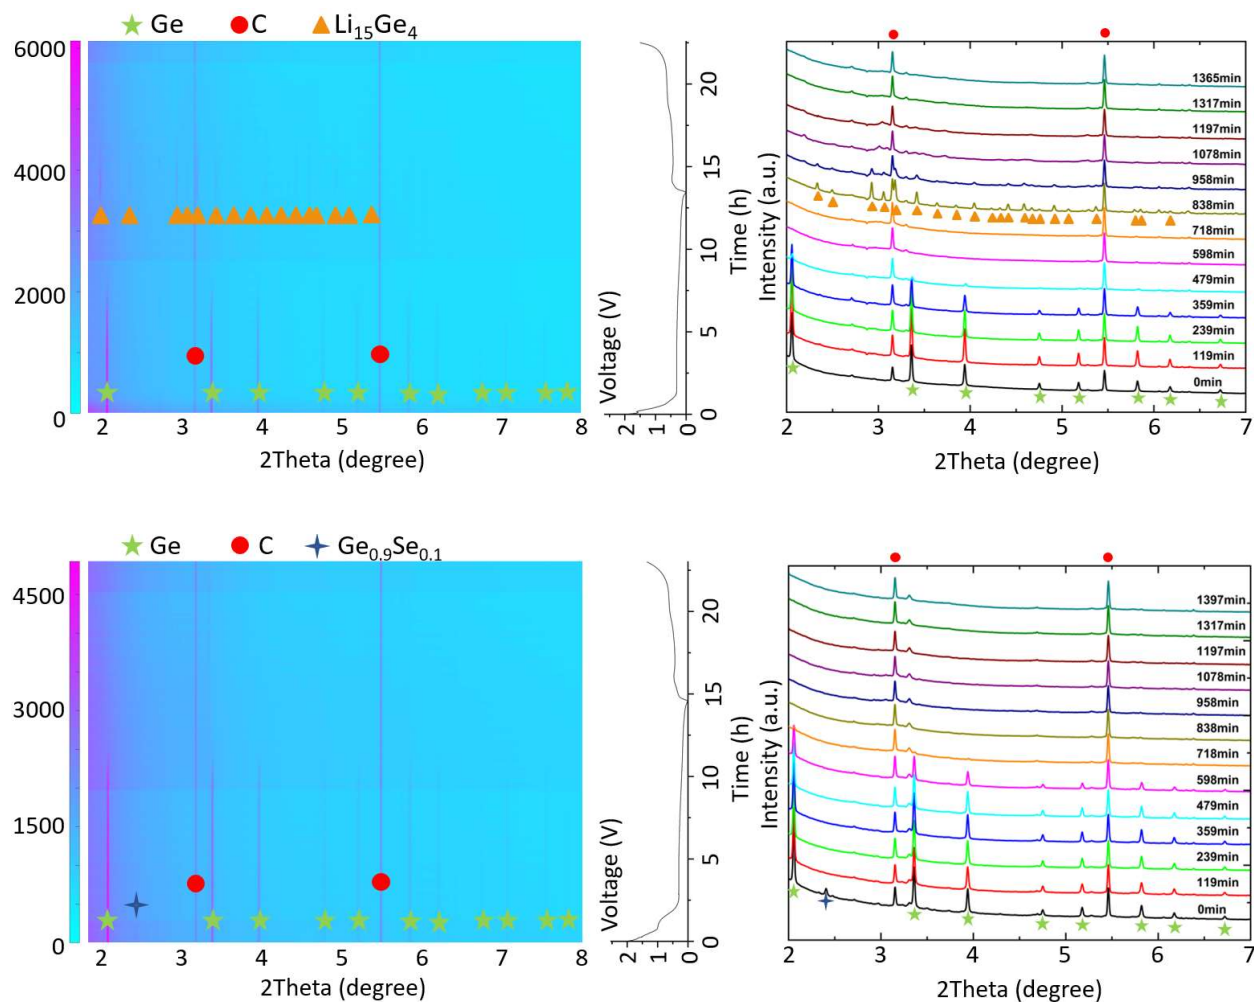 Ge C Li₁₅Ge₄
6000
4000
2000
0
2 3 4 5 6 7 8
2Theta (degree)
Voltage (V)
2 1 0
Time (h)
20
15
10
5
0
Intensity (a.u.)
1365min
1317min
1197min
1078min
958min
838min
718min
598min
479min
359min
239min
119min
0min
2 3 4 5 6 7
2Theta (degree)
Ge C Ge₀.₉Se₀.₁
4500
3000
1500
0
2 3 4 5 6 7 8
2Theta (degree)
Voltage (V)
2 1 0
Time (h)
20
15
10
5
0
Intensity (a.u.)
1397min
1317min
1197min
1078min
958min
838min
718min
598min
479min
359min
239min
119min
0min
2 3 4 5 6 7
2Theta (degree)